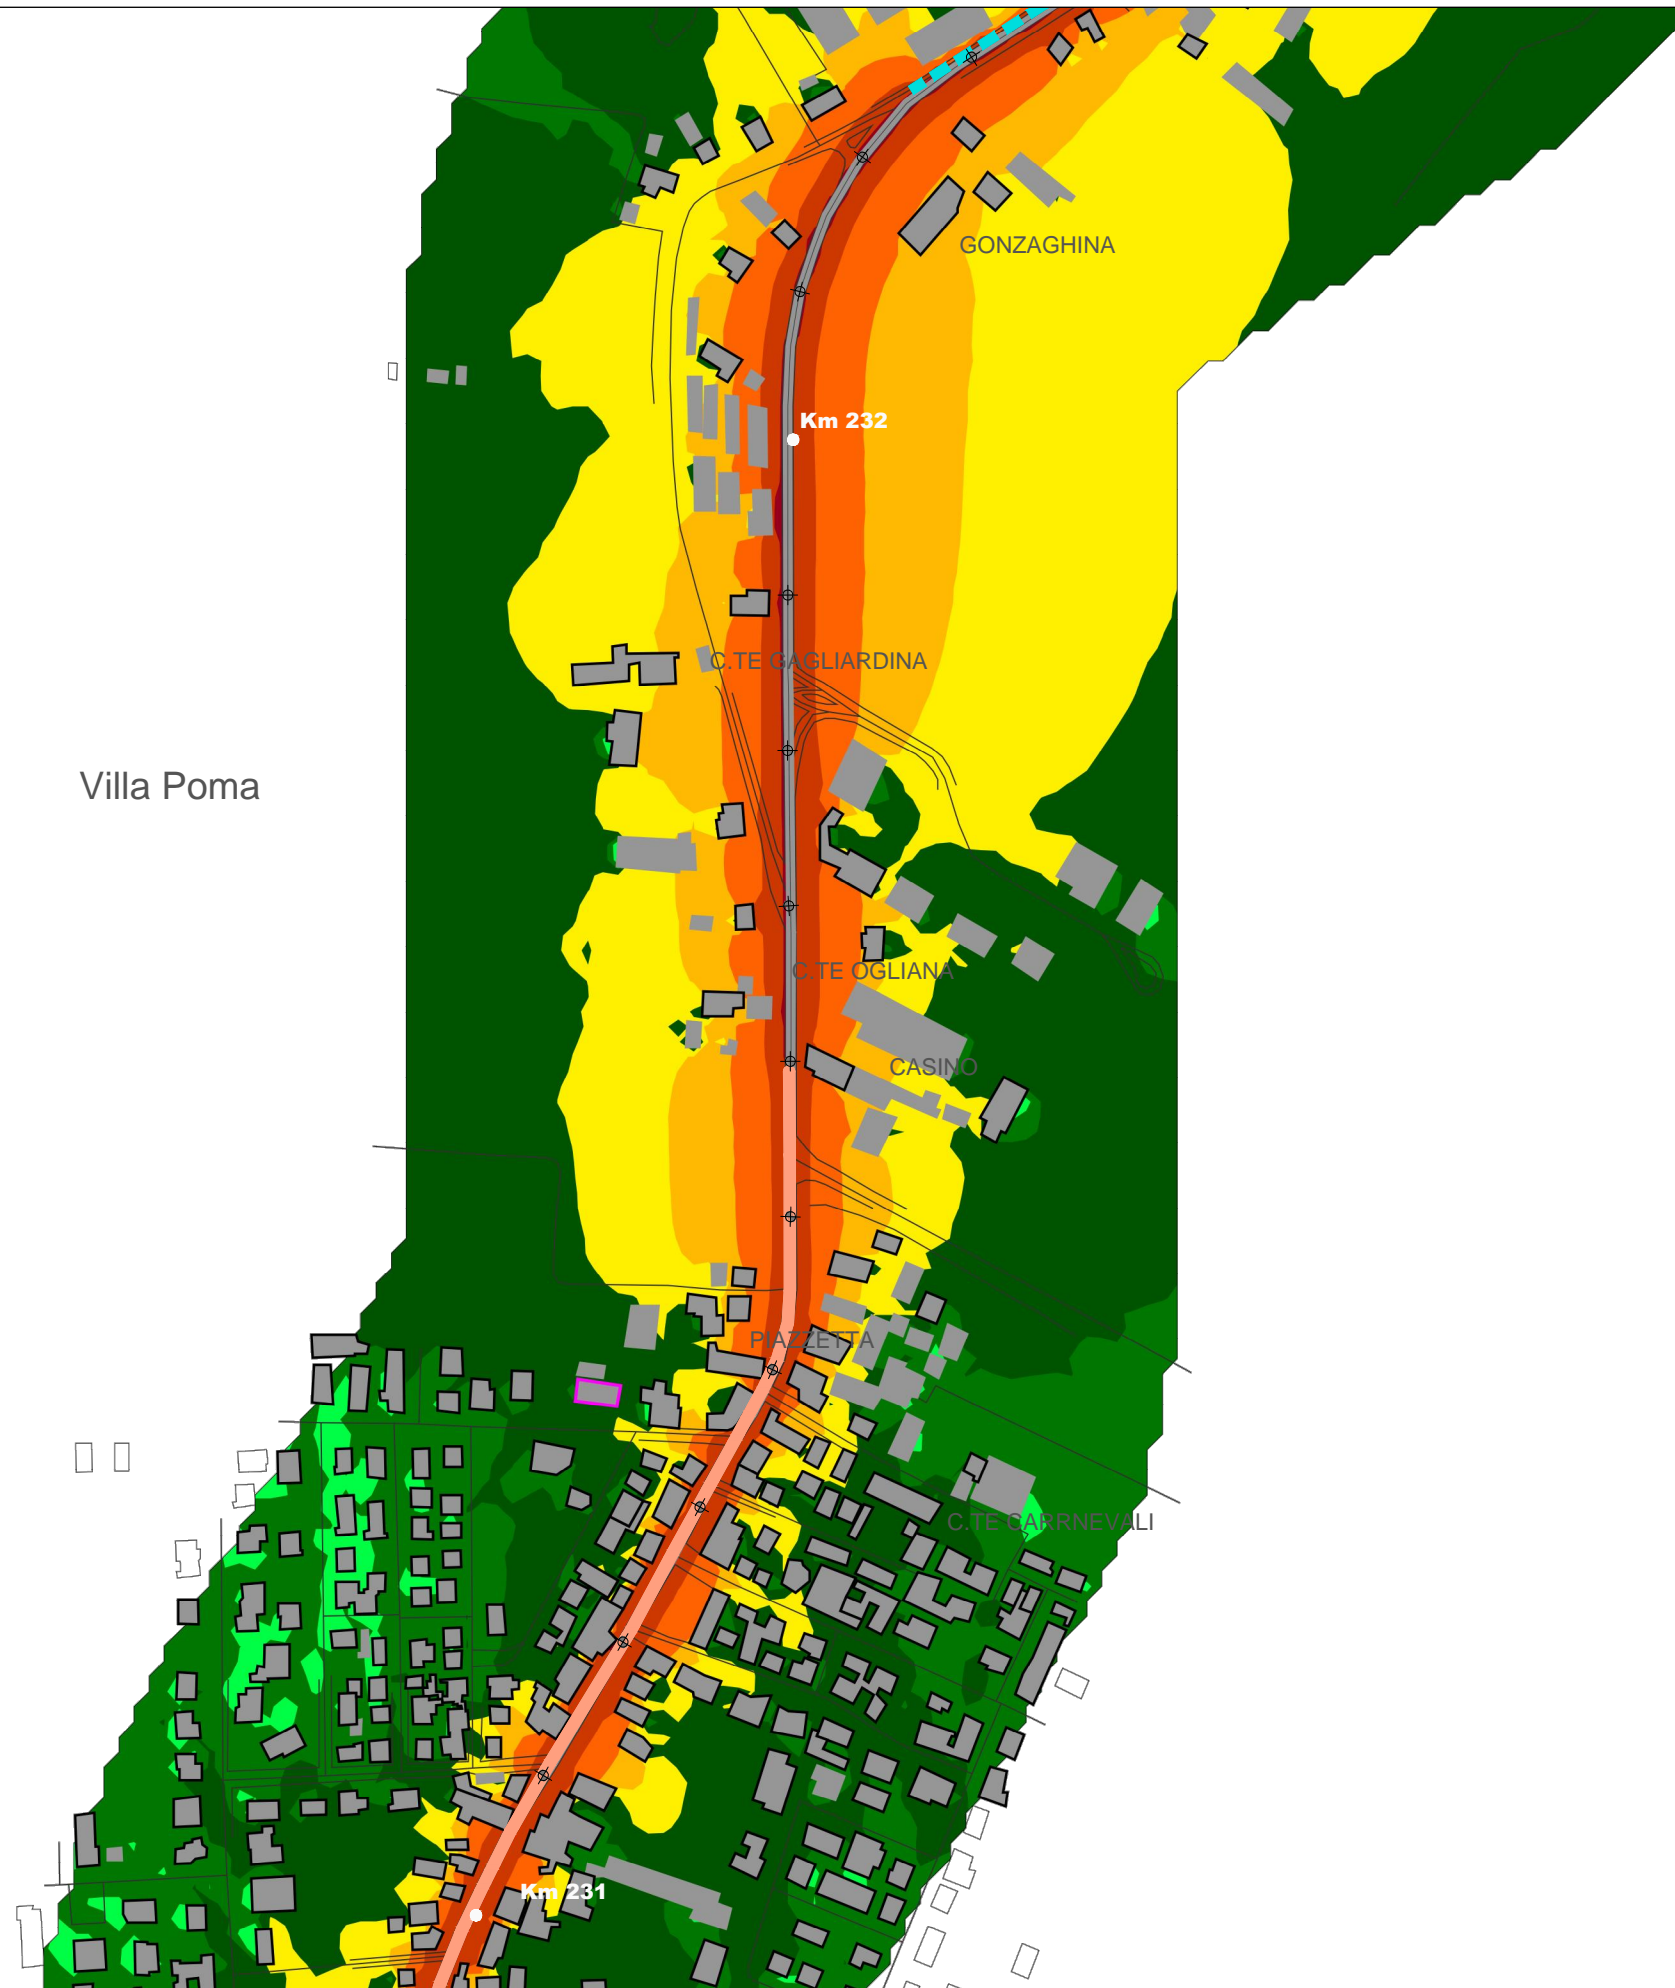 GONZAGHINA
Km 232
C.TE GAGLIARDINA
Villa Poma
C.TE OGLIANA
CASINO
PIAZZETTA
C.TE CARRNEVALI
Km 231